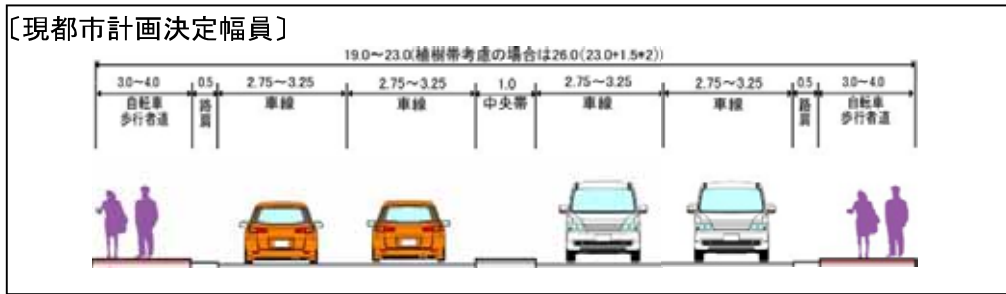 〔現都市計画決定幅員〕
19.0～23.0(植樹帯考慮の場合は26.0(23.0+1.5*2))
3.0～4.0 0.5 2.75～3.25 2.75～3.25 1.0 2.75～3.25 2.75～3.25 0.5 3.0～4.0
自転車歩行者道 路肩 車線 車線 中央帯 車線 車線 路肩 自転車歩行者道